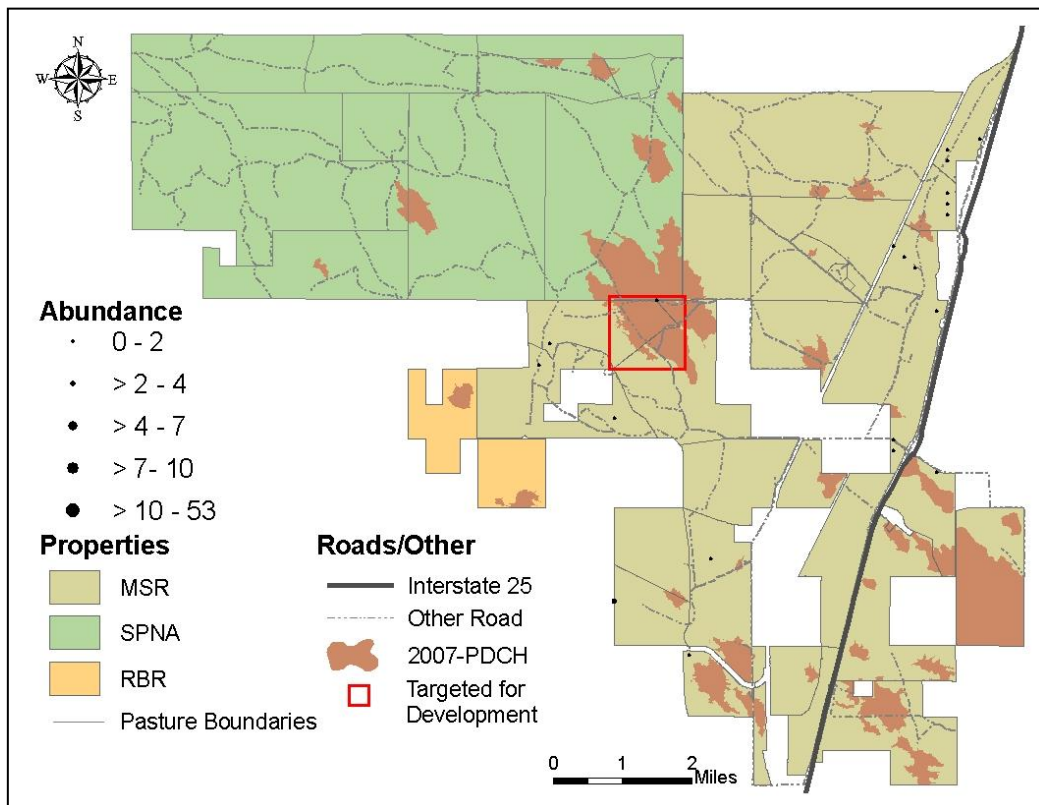 N
W E
S
Abundance
0 - 2
> 2 - 4
> 4 - 7
> 7- 10
> 10 - 53
Properties
MSR
SPNA
RBR
Pasture Boundaries
Roads/Other
Interstate 25
Other Road
2007-PDCH
Targeted for
Development
0 1 2
Miles